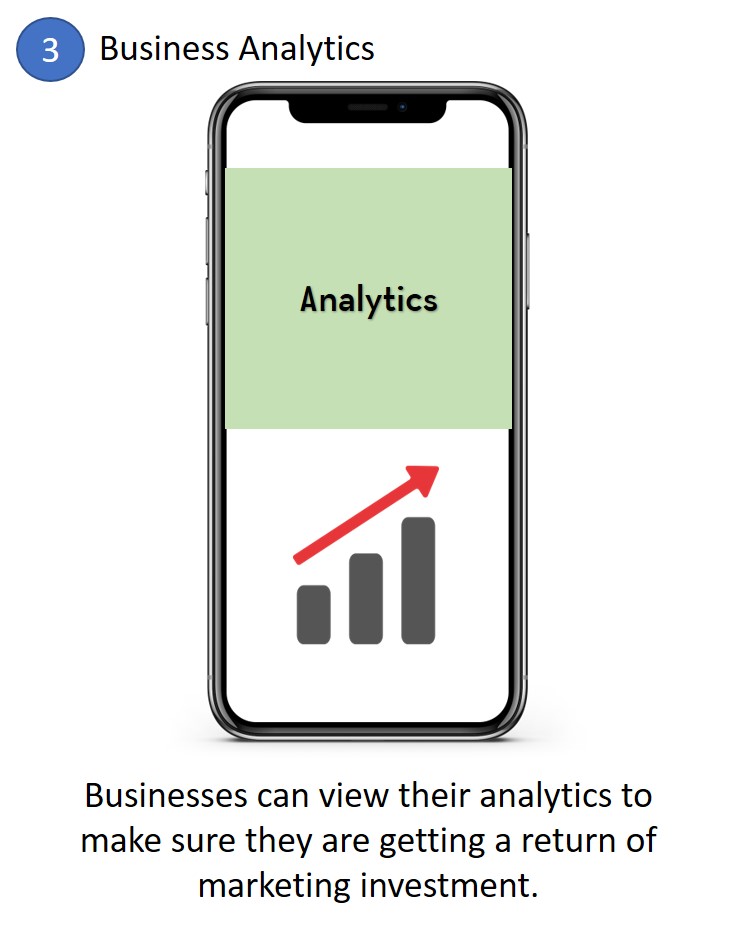 3
Business Analytics
Analytics
Businesses can view their analytics to
make sure they are getting a return of
marketing investment.